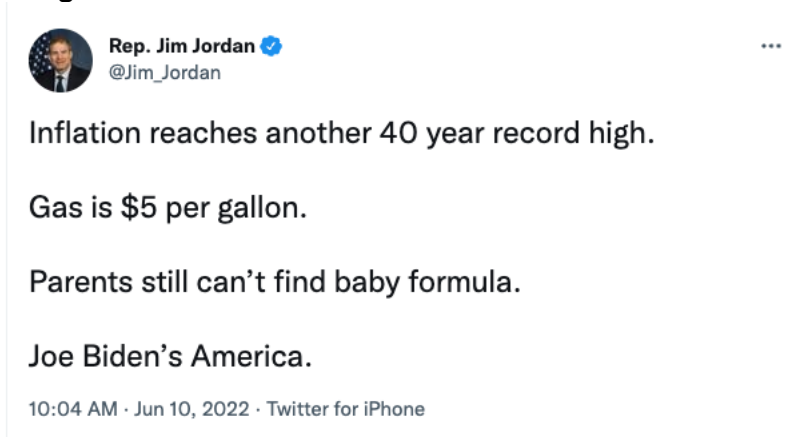 Rep. Jim Jordan
@Jim_Jordan
Inflation reaches another 40 year record high.
Gas is $5 per gallon.
Parents still can’t find baby formula.
Joe Biden’s America.
10:04 AM · Jun 10, 2022 · Twitter for iPhone